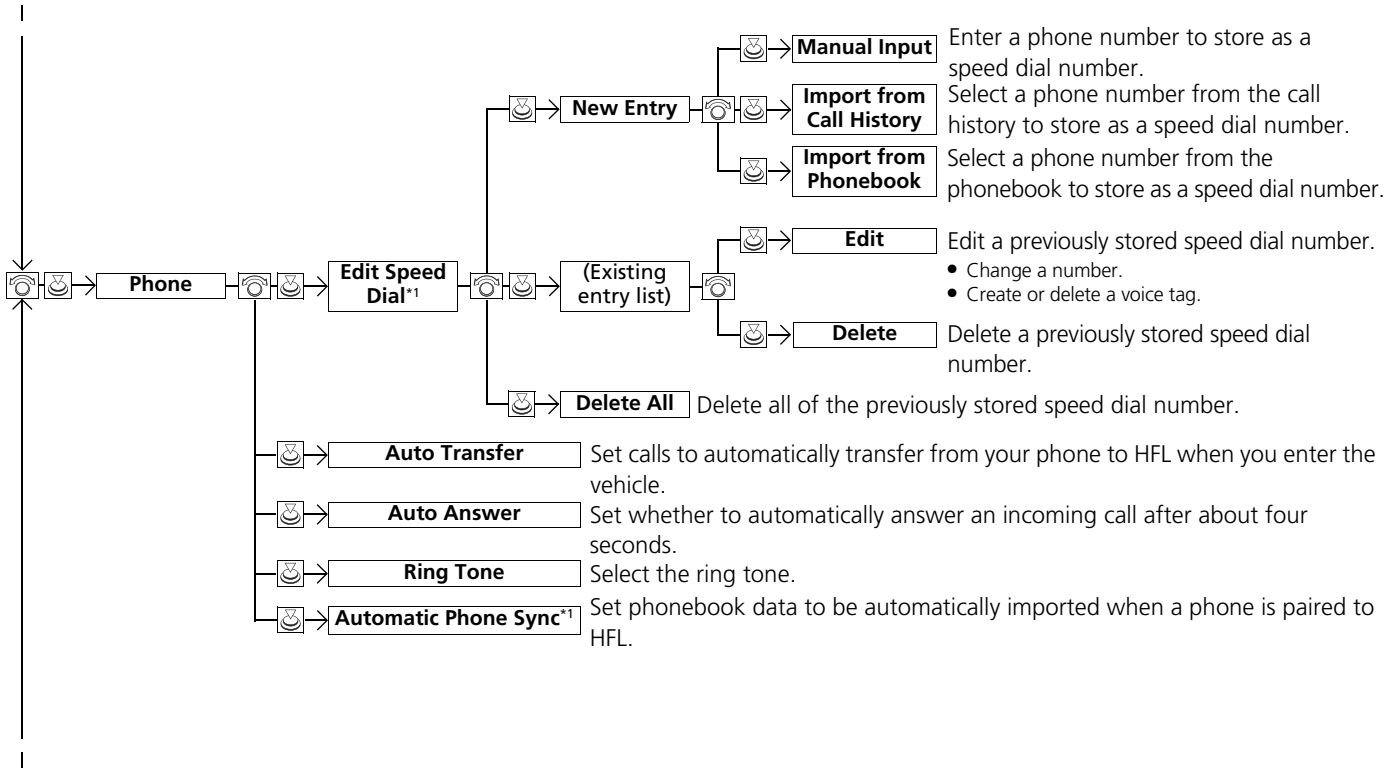 Manual Input
Enter a phone number to store as a
speed dial number.
New Entry
Import from
Call History
Select a phone number from the call
history to store as a speed dial number.
Import from
Phonebook
Select a phone number from the
phonebook to store as a speed dial number.
Phone
Edit Speed
Dial*1
(Existing
entry list)
Edit
Edit a previously stored speed dial number.
• Change a number.
• Create or delete a voice tag.
Delete
Delete a previously stored speed dial
number.
Delete All
Delete all of the previously stored speed dial number.
Auto Transfer
Set calls to automatically transfer from your phone to HFL when you enter the
vehicle.
Auto Answer
Set whether to automatically answer an incoming call after about four
seconds.
Ring Tone
Select the ring tone.
Automatic Phone Sync*1
Set phonebook data to be automatically imported when a phone is paired to
HFL.